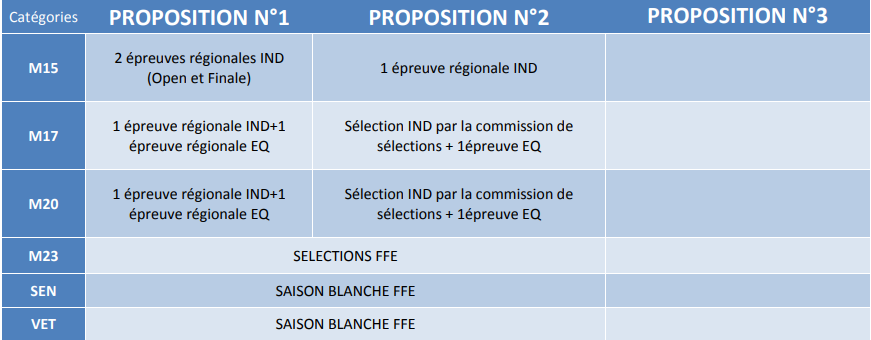 Catégories PROPOSITION N°1 PROPOSITION N°2 PROPOSITION N°3
M15
2 épreuves régionales IND
(Open et Finale)
1 épreuve régionale IND
M17
1 épreuve régionale IND+1
épreuve régionale EQ
Sélection IND par la commission de
sélections + 1épreuve EQ
M20
1 épreuve régionale IND+1
épreuve régionale EQ
Sélection IND par la commission de
sélections + 1épreuve EQ
M23 SELECTIONS FFE
SEN SAISON BLANCHE FFE
VET SAISON BLANCHE FFE